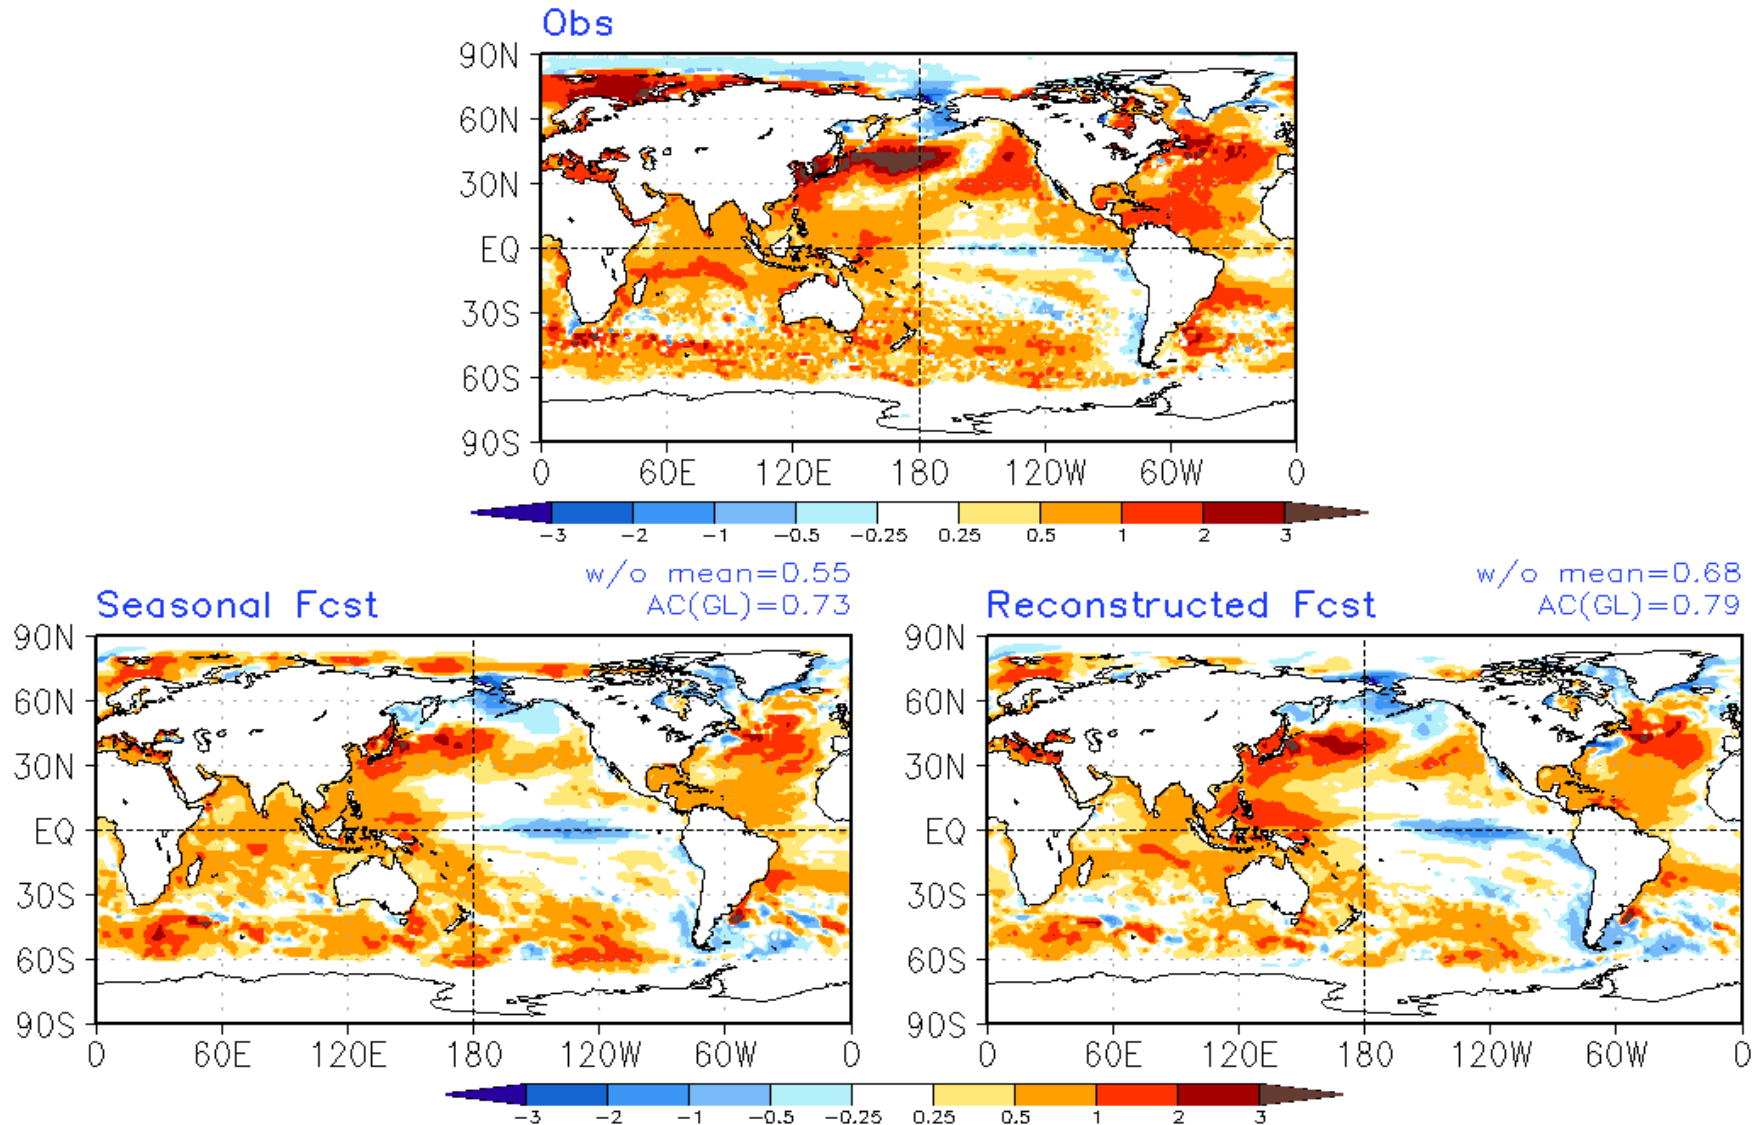 Obs
90N
60N
30N
EQ
30S
60S
90S
0 60E 120E 180 120W 60W 0
-3 -2 -1 -0.5 -0.25 0.25 0.5 1 2 3
w/o mean=0.55
Seasonal Fcst AC(GL)=0.73
90N
60N
30N
EQ
30S
60S
90S
0 60E 120E 180 120W 60W 0
w/o mean=0.68
Reconstructed Fcst AC(GL)=0.79
90N
60N
30N
EQ
30S
60S
90S
0 60E 120E 180 120W 60W 0
-3 -2 -1 -0.5 -0.25 0.25 0.5 1 2 3